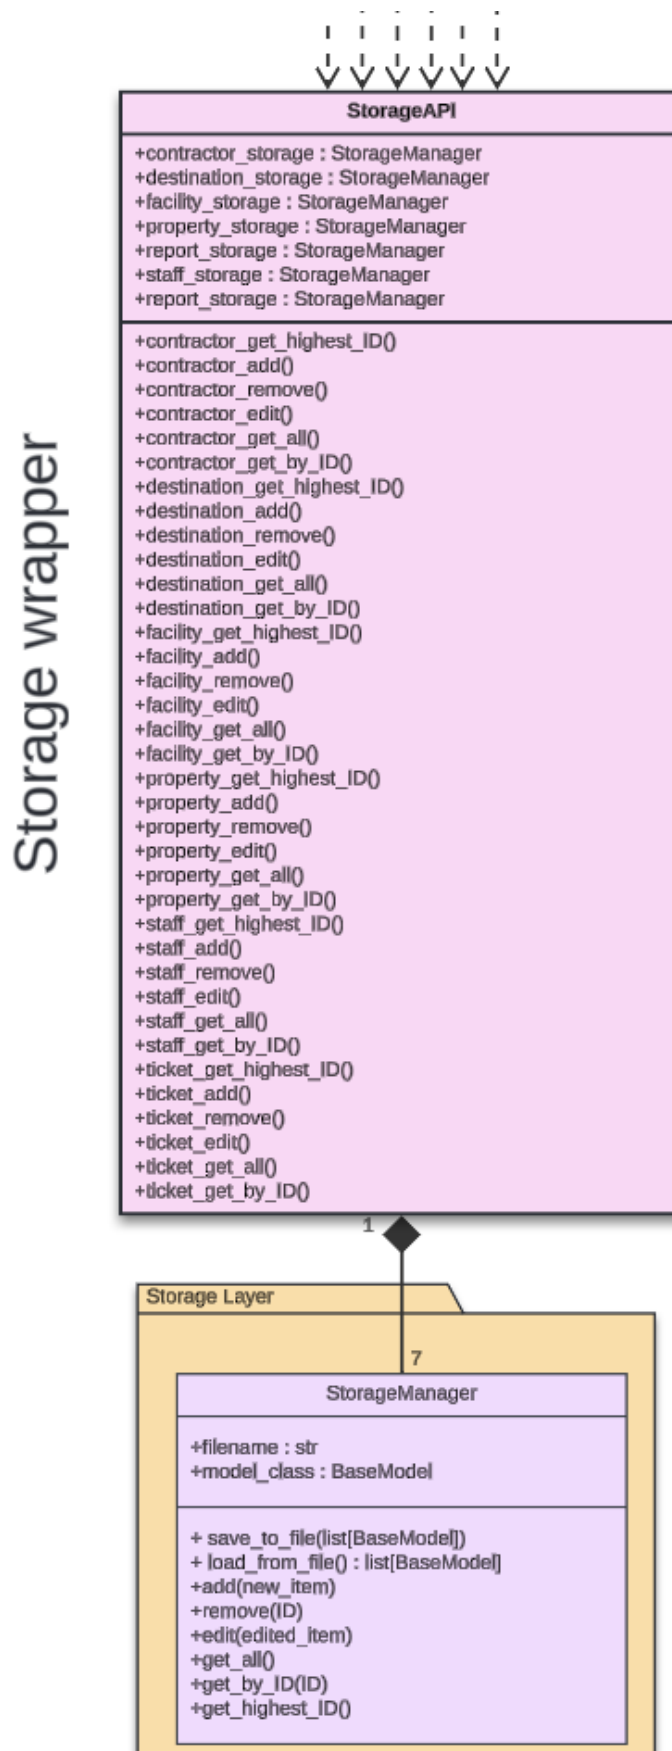 StorageAPI
+contractor_storage : StorageManager
+destination_storage : StorageManager
+facility_storage : StorageManager
+property_storage : StorageManager
+report_storage : StorageManager
+staff_storage : StorageManager
+report_storage : StorageManager
+contractor_get_highest_ID()
+contractor_add()
+contractor_remove()
+contractor_edit()
+contractor_get_all()
+contractor_get_by_ID()
+destination_get_highest_ID()
+destination_add()
+destination_remove()
+destination_edit()
+destination_get_all()
+destination_get_by_ID()
+facility_get_highest_ID()
+facility_add()
+facility_remove()
+facility_edit()
+facility_get_all()
+facility_get_by_ID()
+property_get_highest_ID()
+property_add()
+property_remove()
+property_edit()
+property_get_all()
+property_get_by_ID()
+staff_get_highest_ID()
+staff_add()
+staff_remove()
+staff_edit()
+staff_get_all()
+staff_get_by_ID()
+ticket_get_highest_ID()
+ticket_add()
+ticket_remove()
+ticket_edit()
+ticket_get_all()
+ticket_get_by_ID()
Storage wrapper
1
Storage Layer
7
StorageManager
+filename : str
+model_class : BaseModel
+ save_to_file(list[BaseModel])
+ load_from_file() : list[BaseModel]
+add(new_item)
+remove(ID)
+edit(edited_item)
+get_all()
+get_by_ID(ID)
+get_highest_ID()